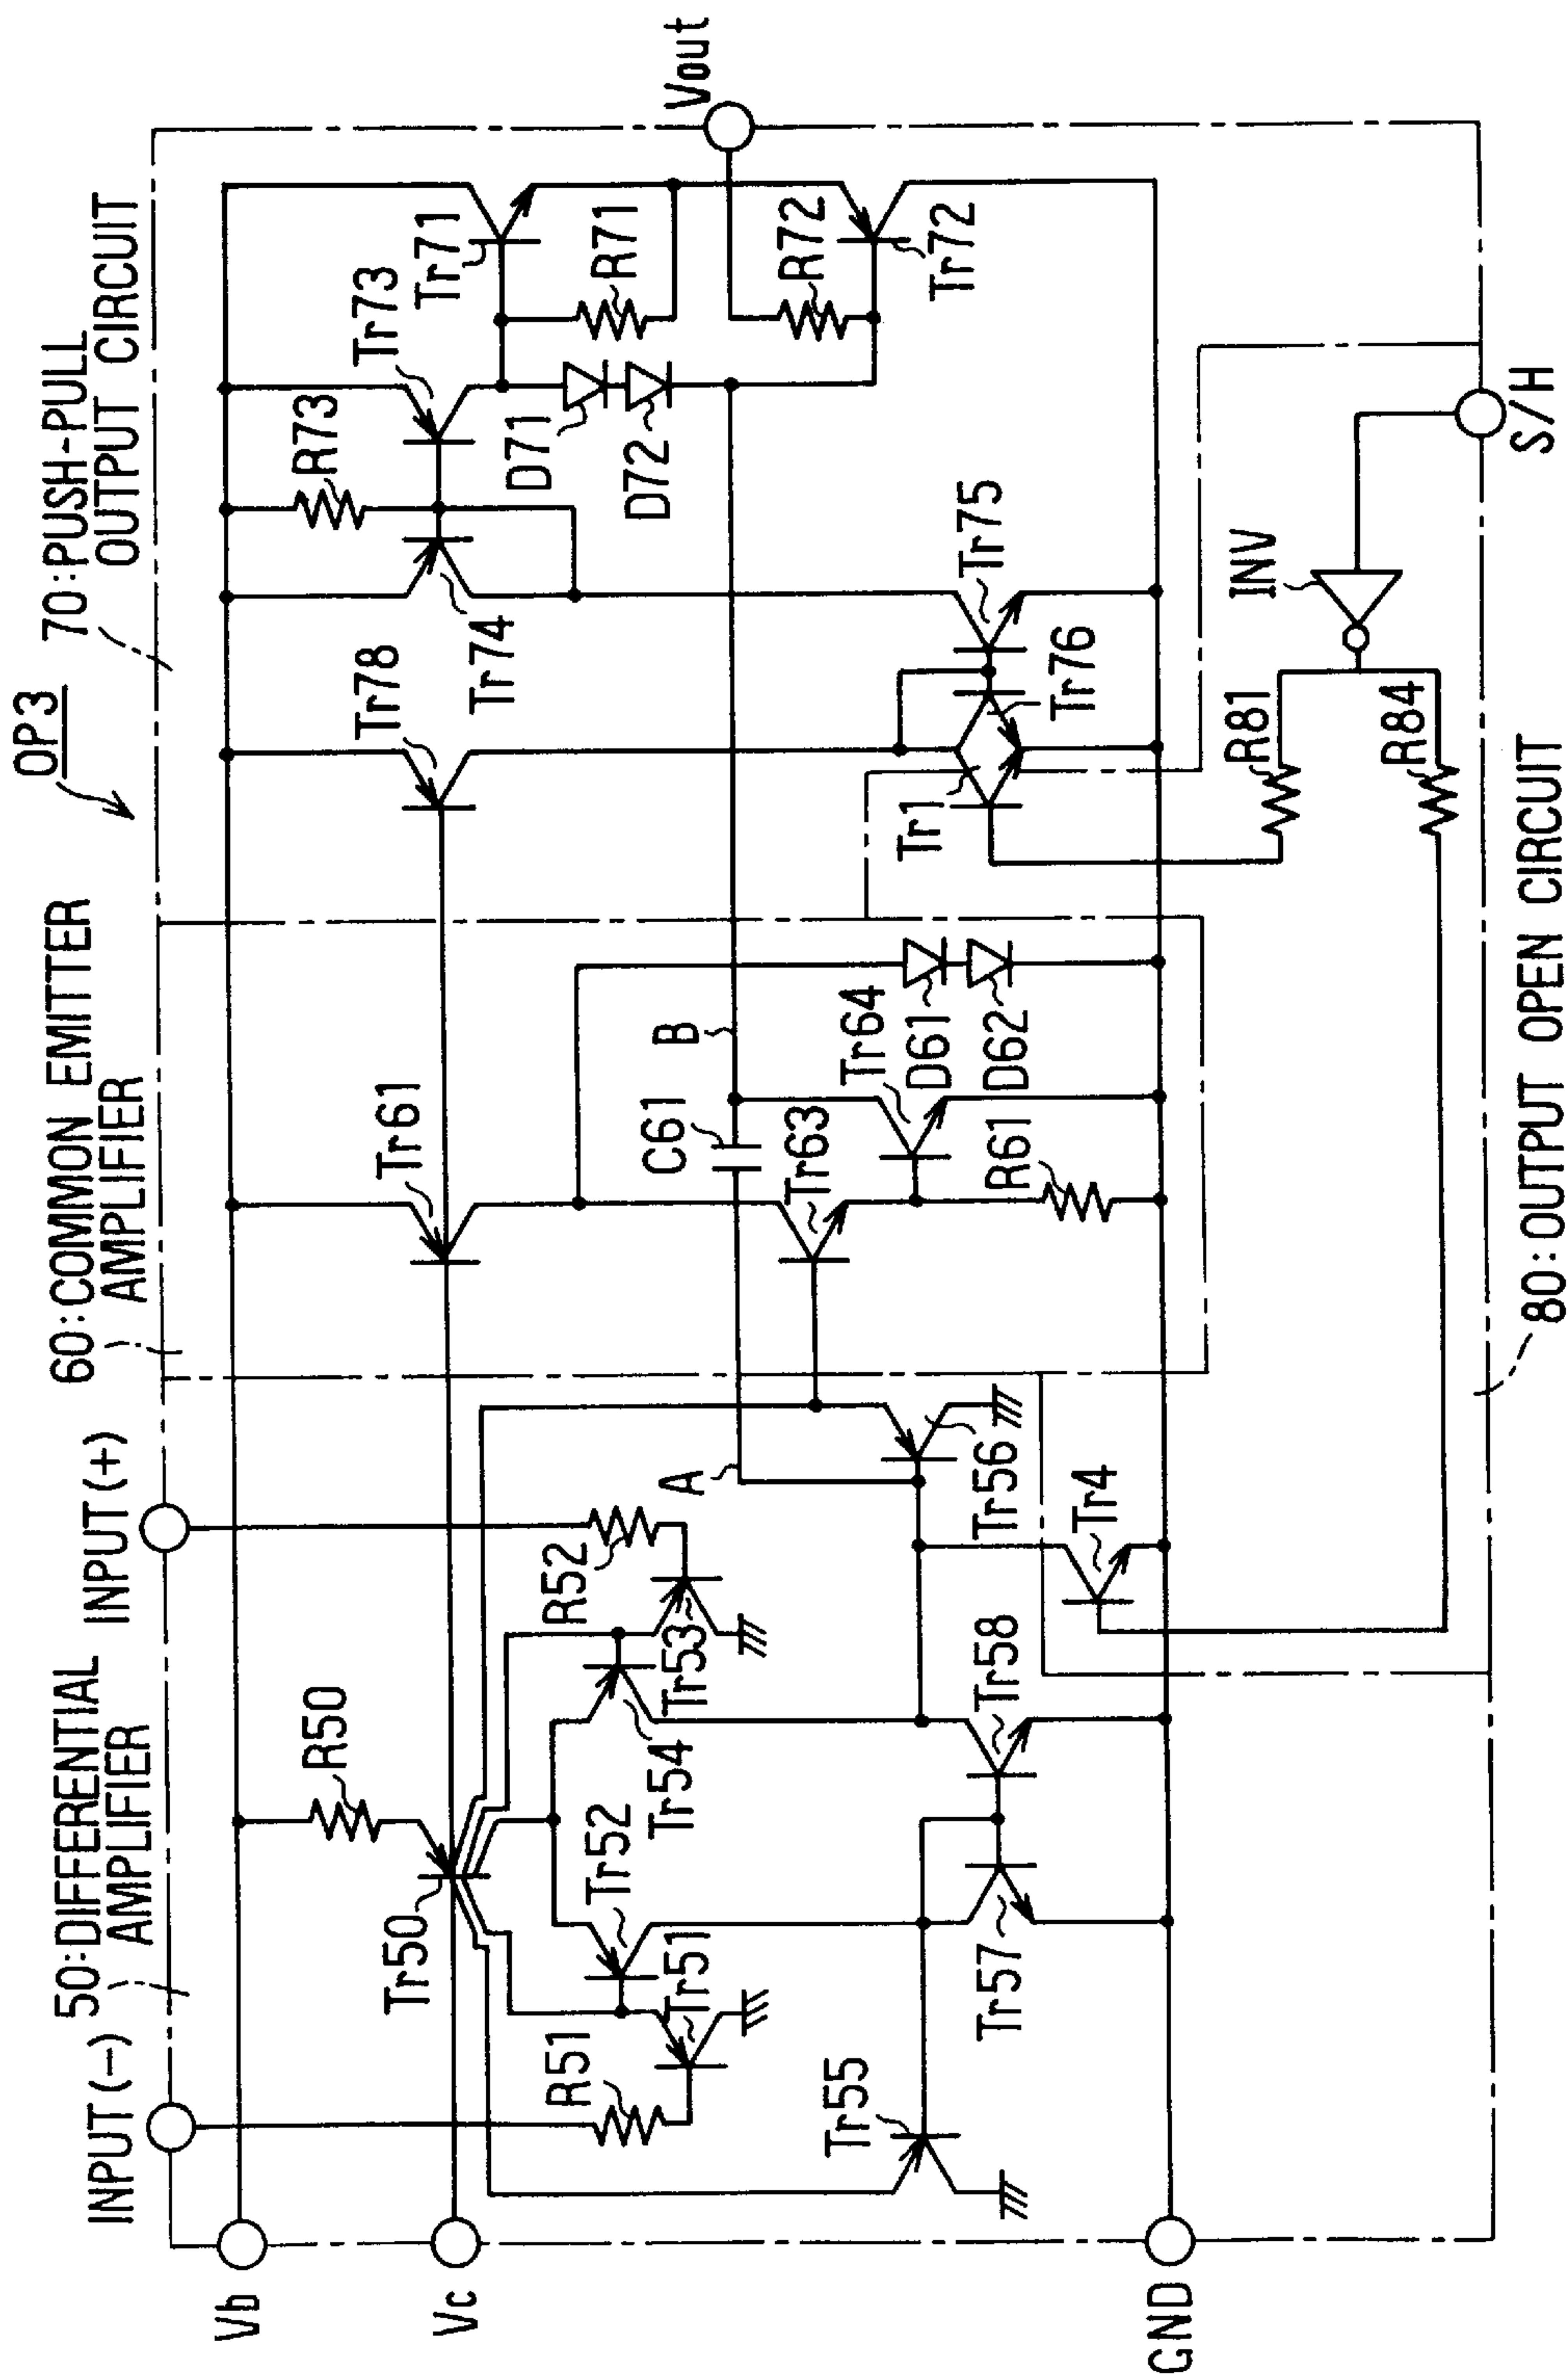 OP3
INPUT (−)
50:DIFFERENTIAL
AMPLIFIER
INPUT (+)
60:COMMON EMITTER
AMPLIFIER
70:PUSH-PULL
OUTPUT CIRCUIT
Vb
Vc
GND
Vout
S/H
R50
Tr50
R51
Tr51
Tr52
Tr54
Tr53
R52
Tr55
Tr57
Tr58
Tr56
Tr4
A
Tr61
C61
B
Tr63
Tr64
R61
D61
D62
Tr78
Tr74
R73
Tr73
Tr71
D71
D72
R71
R72
Tr72
Tr1
Tr76
Tr75
INV
R81
R84
80:OUTPUT OPEN CIRCUIT